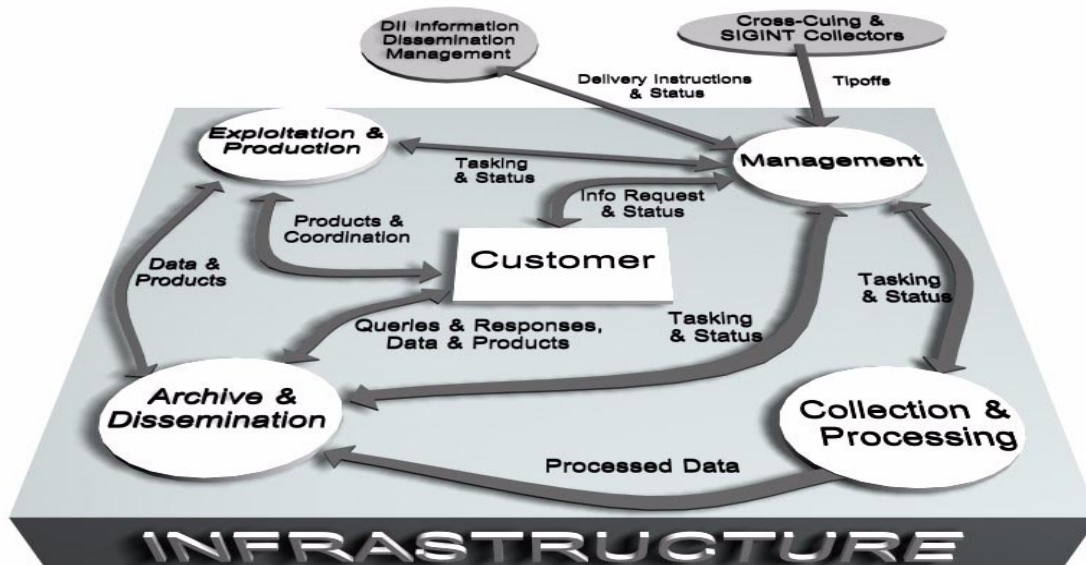 DII Information
Dissemination
Management
Cross-Cuing &
SIGINT Collectors
Delivery Instructions
& Status
Tipoffs
Exploitation &
Production
Management
Tasking
& Status
Info Request
& Status
Products &
Coordination
Customer
Data &
Products
Tasking
& Status
Queries & Responses,
Data & Products
Tasking
& Status
Archive &
Dissemination
Collection &
Processing
Processed Data
INFRASTRUCTURE